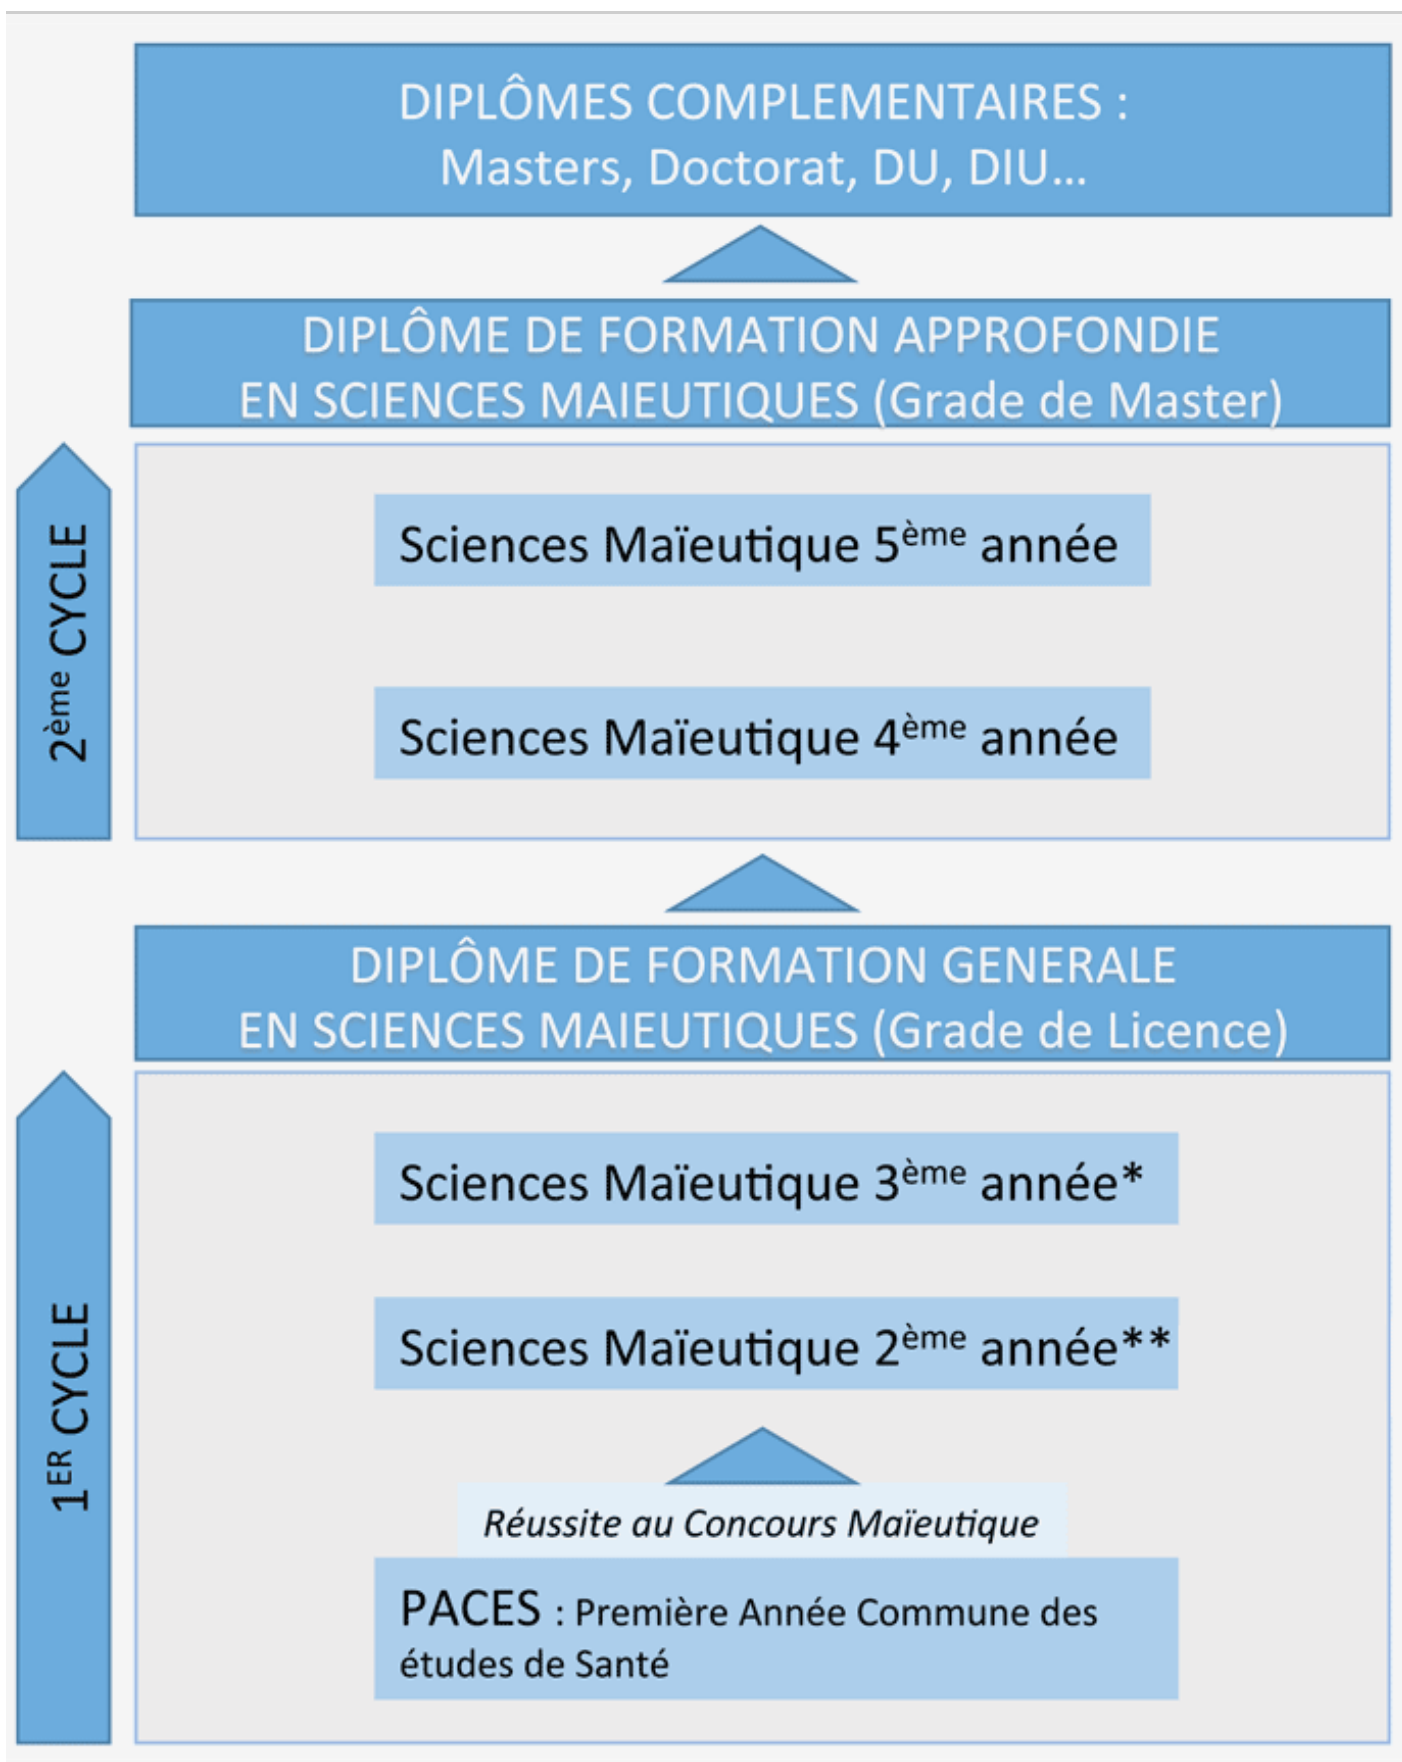 DIPLÔMES COMPLEMENTAIRES :
Masters, Doctorat, DU, DIU...
DIPLÔME DE FORMATION APPROFONDIE
EN SCIENCES MAIEUTIQUES (Grade de Master)
2ème CYCLE
Sciences Maïeutique 5ème année
Sciences Maïeutique 4ème année
DIPLÔME DE FORMATION GENERALE
EN SCIENCES MAIEUTIQUES (Grade de Licence)
1ER CYCLE
Sciences Maïeutique 3ème année*
Sciences Maïeutique 2ème année**
Réussite au Concours Maïeutique
PACES : Première Année Commune des
études de Santé